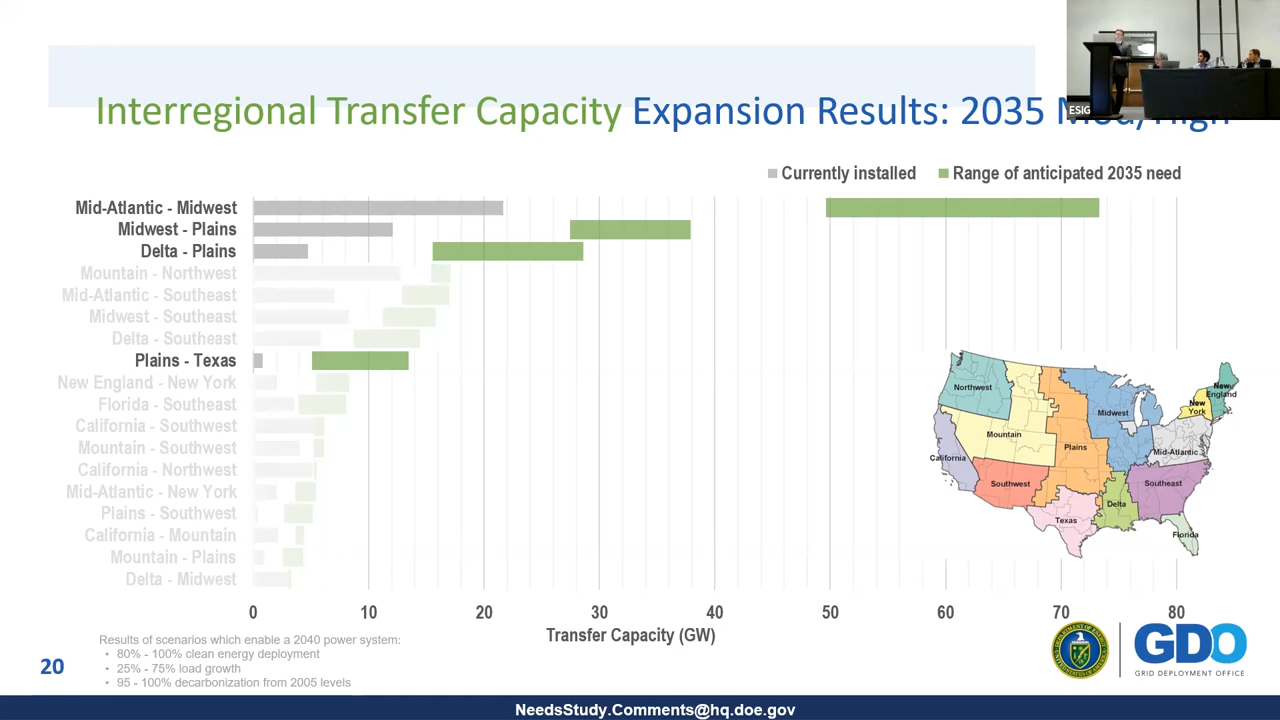 ESIG
Interregional Transfer Capacity Expansion Results: 2035 Mod/High
Currently installed
Range of anticipated 2035 need
Mid-Atlantic - Midwest
Midwest - Plains
Delta - Plains
Mountain - Northwest
Mid-Atlantic - Southeast
Midwest - Southeast
Delta - Southeast
Plains - Texas
New England - New York
Florida - Southeast
California - Southwest
Mountain - Southwest
California - Northwest
Mid-Atlantic - New York
Plains - Southwest
California - Mountain
Mountain - Plains
Delta - Midwest
0 10 20 30 40 50 60 70 80
Transfer Capacity (GW)
Northwest
Mountain
California
Southwest
Plains
Texas
Midwest
Delta
Southeast
Florida
Mid-Atlantic
New York
New England
Results of scenarios which enable a 2040 power system:
• 80% - 100% clean energy deployment
• 25% - 75% load growth
• 95 - 100% decarbonization from 2005 levels
20
GDO
GRID DEPLOYMENT OFFICE
NeedsStudy.Comments@hq.doe.gov